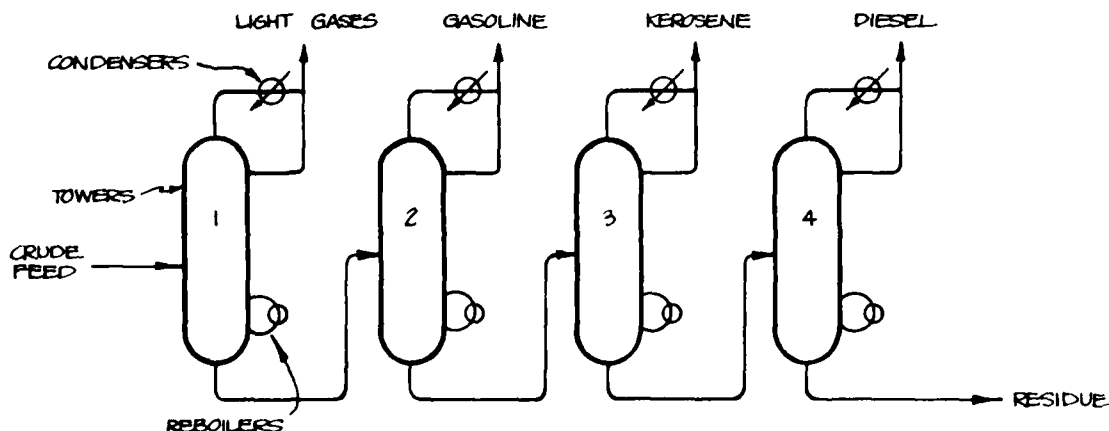 LIGHT GASES
GASOLINE
KEROSENE
DIESEL
CONDENSERS
TOWERS
1
2
3
4
CRUDE
FEED
REBOILERS
RESIDUE